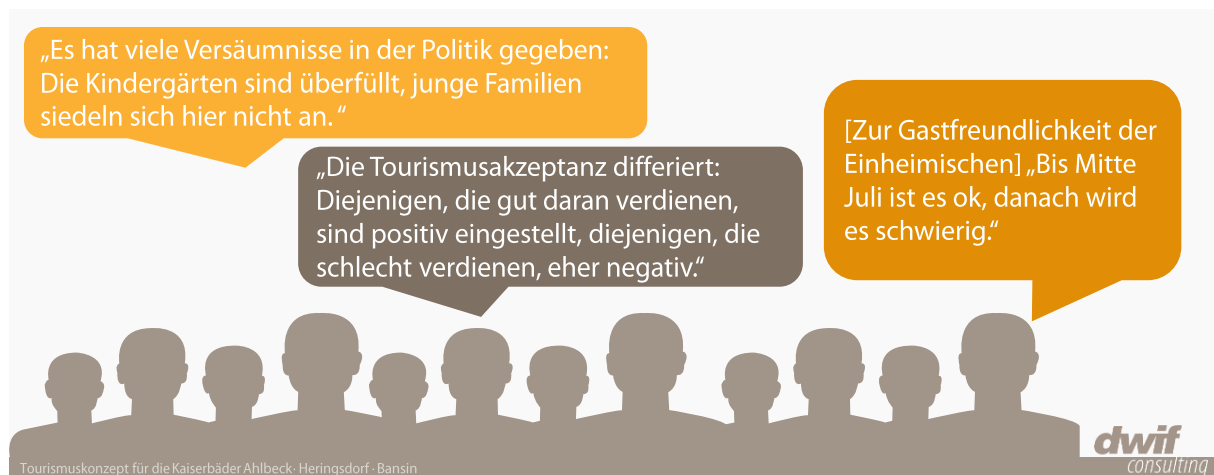 „Es hat viele Versäumnisse in der Politik gegeben:
Die Kindergärten sind überfüllt, junge Familien
siedeln sich hier nicht an. “
„Die Tourismusakzeptanz differiert:
Diejenigen, die gut daran verdienen,
sind positiv eingestellt, diejenigen, die
schlecht verdienen, eher negativ.“
[Zur Gastfreundlichkeit der
Einheimischen] „Bis Mitte
Juli ist es ok, danach wird
es schwierig.“
Tourismuskonzept für die Kaiserbäder Ahlbeck · Heringsdorf · Bansin
dwif
consulting